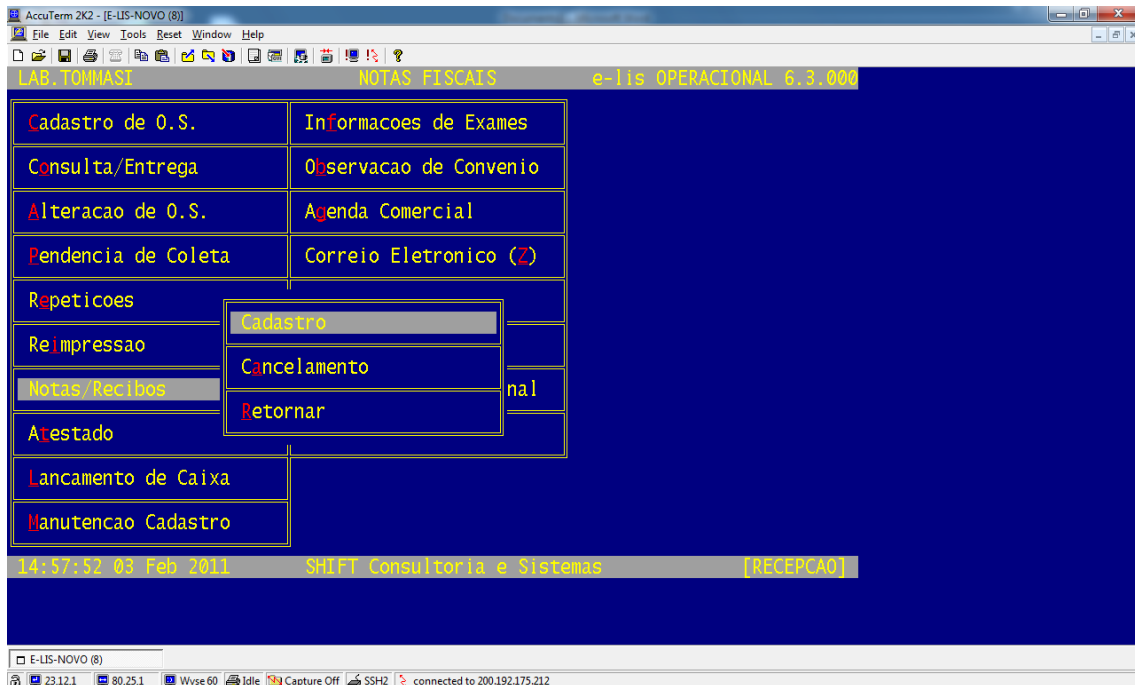 AccuTerm 2K2 - [E-LIS-NOVO (8)]
File Edit View Tools Reset Window Help
LAB.TOMMASI NOTAS FISCAIS e-lis OPERACIONAL 6.3.000
Cadastro de O.S. Informacoes de Exames
Consulta/Entrega Observacao de Convenio
Alteracao de O.S. Agenda Comercial
Pendencia de Coleta Correio Eletronico (Z)
Repeticoes
Cadastro
Reimpressao
Cancelamento
Notas/Recibos nal
Retornar
Atestado
Lancamento de Caixa
Manutencao Cadastro
14:57:52 03 Feb 2011 SHIFT Consultoria e Sistemas [RECEPCAO]
E-LIS-NOVO (8)
23.12.1 80.25.1 Wyse 60 Idle Capture Off SSH2 connected to 200.192.175.212